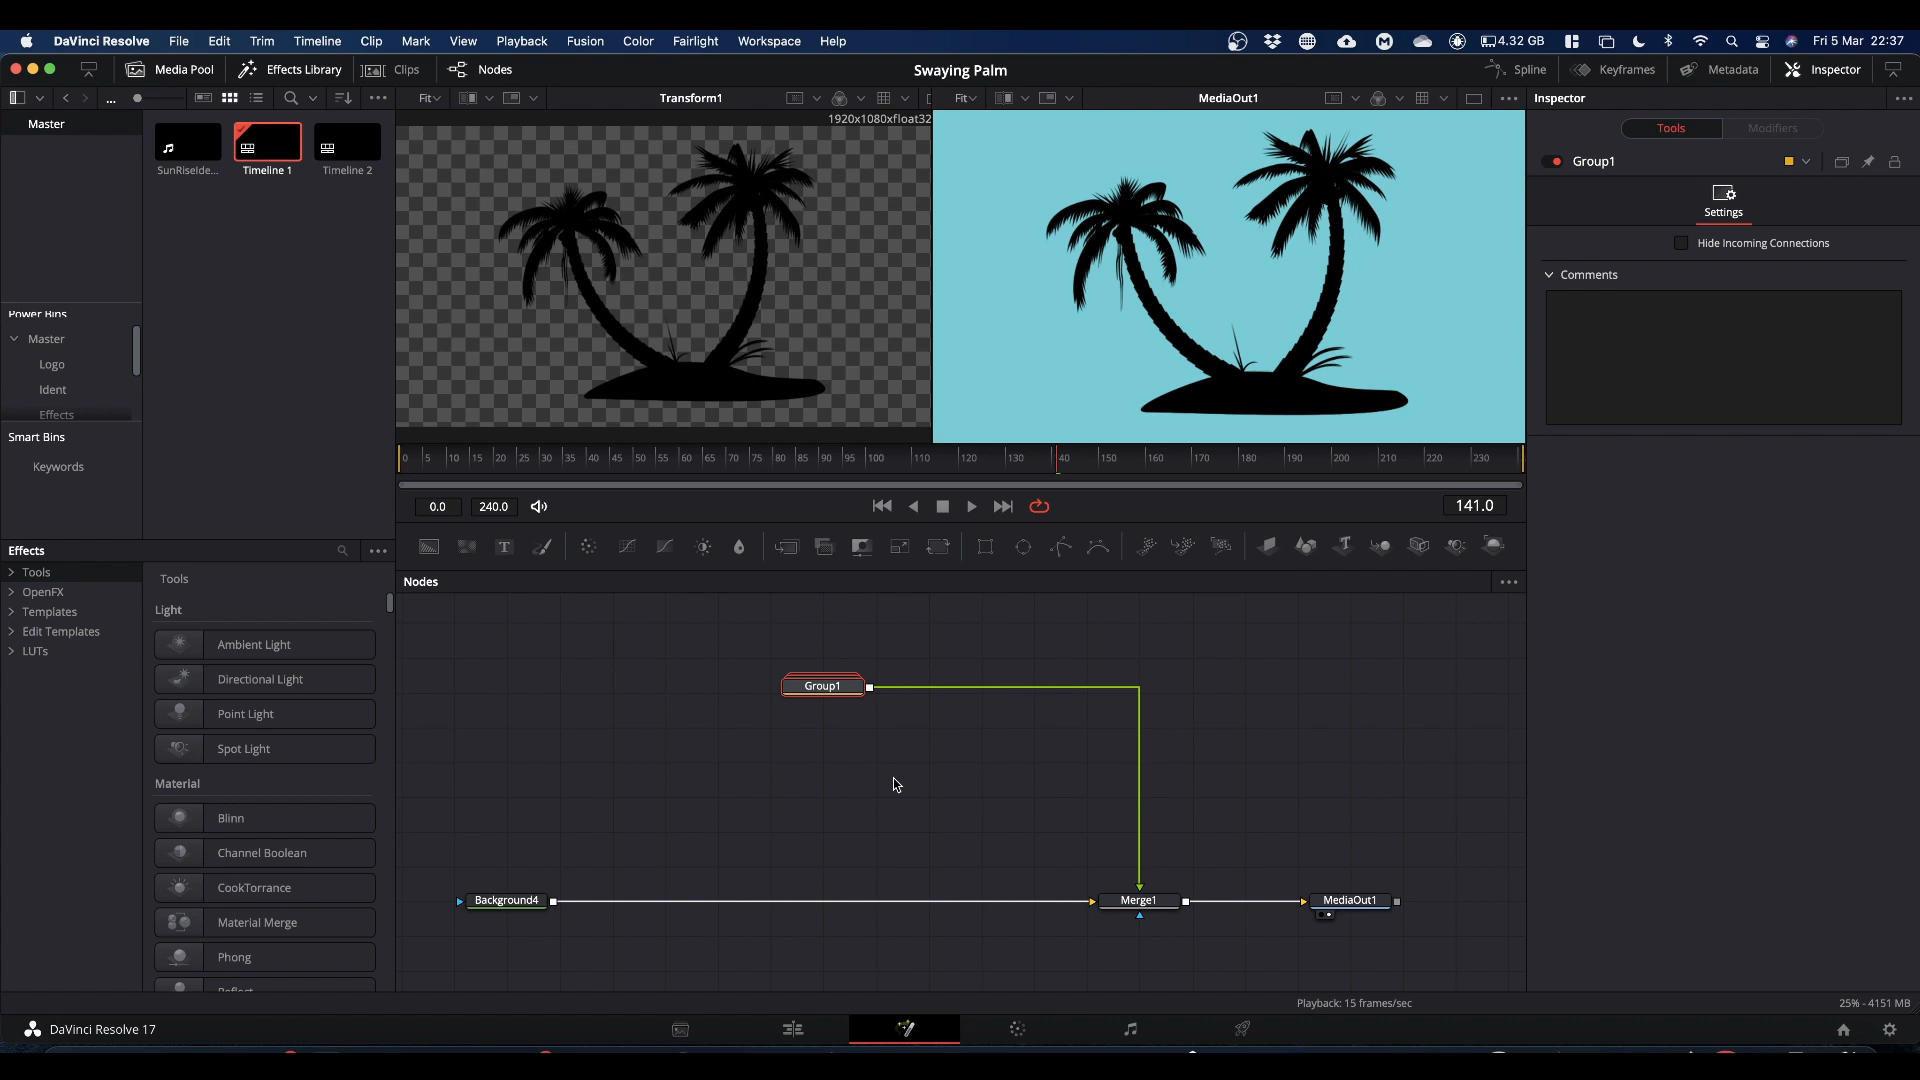 DaVinci Resolve File Edit Trim Timeline Clip Mark View Playback Fusion Color Fairlight Workspace Help 4.32 GB Fri 5 Mar 22:37
Media Pool Effects Library Clips Nodes Swaying Palm Spline Keyframes Metadata Inspector
... Fit Transform1 Fit MediaOut1 Inspector
1920x1080xfloat32
Master
SunRiseIde... Timeline 1 Timeline 2
Tools Modifiers
Group1
Settings
Hide Incoming Connections
Comments
Power Bins
Master
Logo
Ident
Effects
Smart Bins
Keywords
0 5 10 15 20 25 30 35 40 45 50 55 60 65 70 75 80 85 90 95 100 110 120 130 40 150 160 170 180 190 200 210 220 230
0.0 240.0 141.0
Effects
Tools
OpenFX
Templates
Edit Templates
LUTs
Tools
Light
Ambient Light
Directional Light
Point Light
Spot Light
Material
Blinn
Channel Boolean
CookTorrance
Material Merge
Phong
Reflect
Nodes
Group1
Background4 Merge1 MediaOut1
Playback: 15 frames/sec 25% - 4151 MB
DaVinci Resolve 17